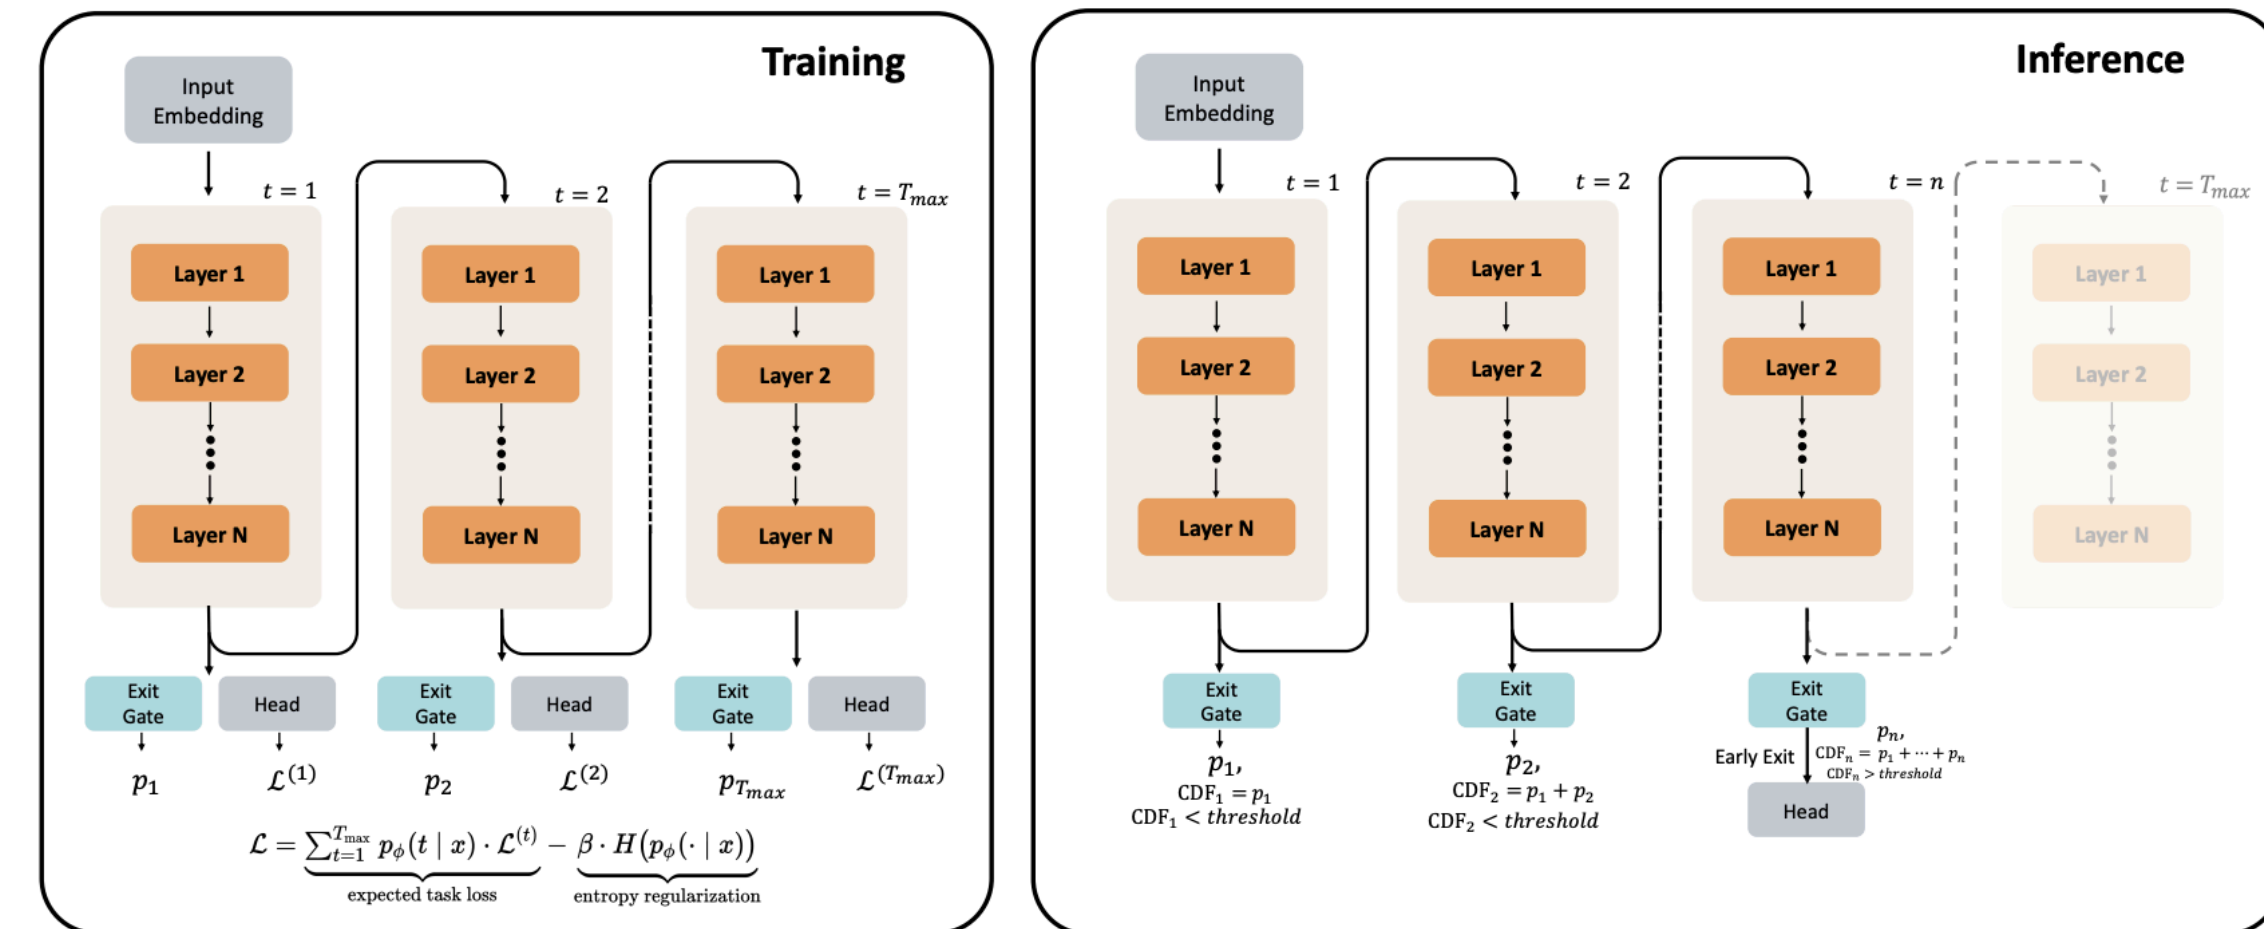 Training
Input
Embedding
t = 1
t = 2
t = T_max
Layer 1
Layer 2
Layer N
Layer 1
Layer 2
Layer N
Layer 1
Layer 2
Layer N
Exit
Gate
Head
Exit
Gate
Head
Exit
Gate
Head
p_1
ℒ^(1)
p_2
ℒ^(2)
p_{T_max}
ℒ^(T_max)
ℒ = ∑_{t=1}^{T_max} p_ϕ(t | x) · ℒ^(t) − β · H(p_ϕ(· | x))
expected task loss
entropy regularization
Inference
Input
Embedding
t = 1
t = 2
t = n
t = T_max
Layer 1
Layer 2
Layer N
Layer 1
Layer 2
Layer N
Layer 1
Layer 2
Layer N
Layer 1
Layer 2
Layer N
Exit
Gate
p_1,
CDF_1 = p_1
CDF_1 < threshold
Exit
Gate
p_2,
CDF_2 = p_1 + p_2
CDF_2 < threshold
Exit
Gate
Early Exit
p_n,
CDF_n = p_1 + ⋯ + p_n
CDF_n > threshold
Head